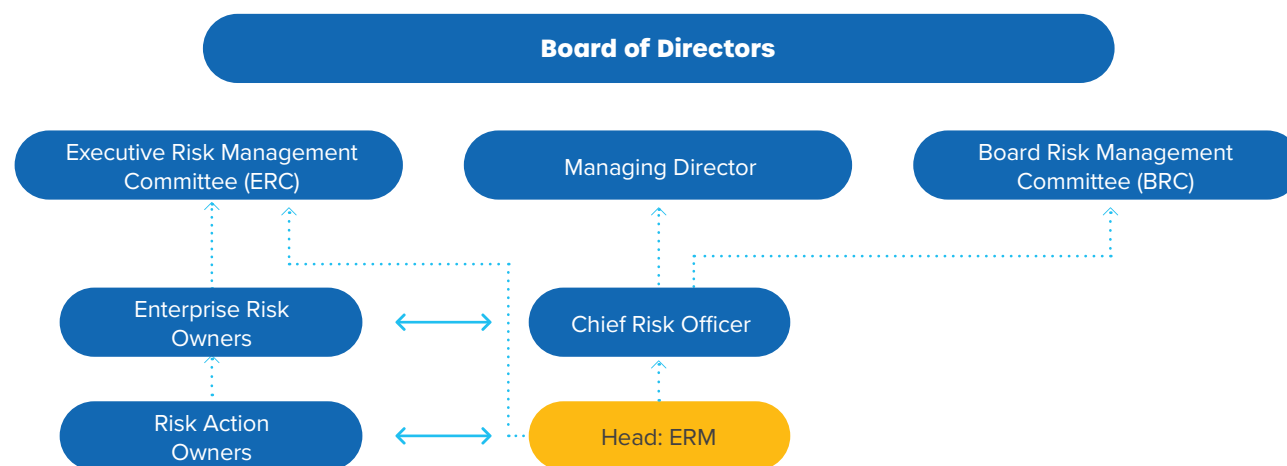 Board of Directors
Executive Risk Management
Committee (ERC)
Managing Director
Board Risk Management
Committee (BRC)
Enterprise Risk
Owners
Chief Risk Officer
Risk Action
Owners
Head: ERM